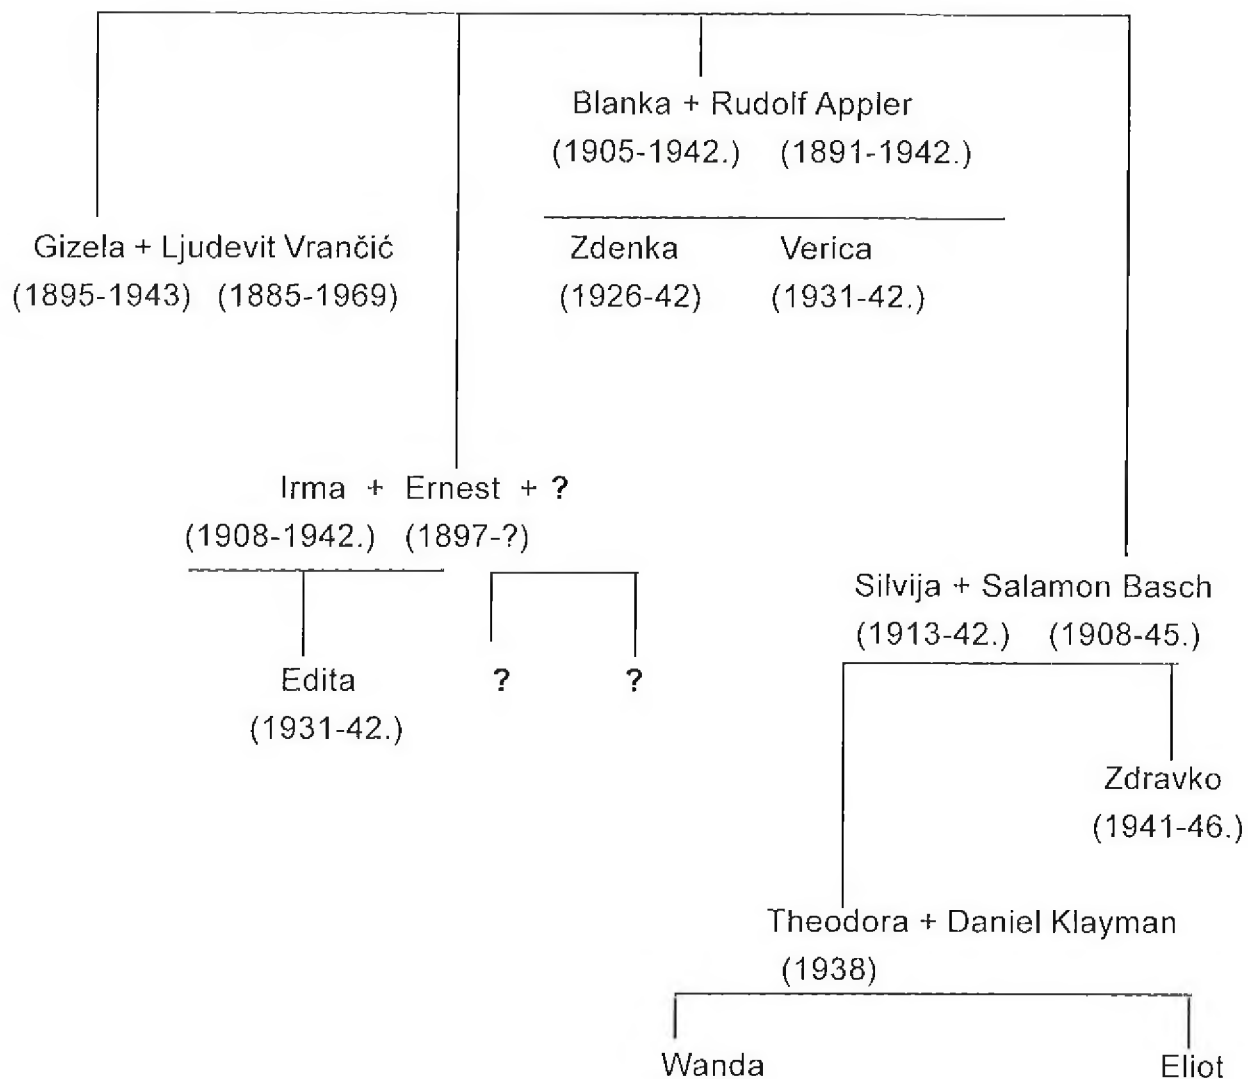 Blanka + Rudolf Appler
(1905-1942.) (1891-1942.)
Gizela + Ljudevit Vrančić
(1895-1943) (1885-1969)
Zdenka Verica
(1926-42) (1931-42.)
Irma + Ernest + ?
(1908-1942.) (1897-?)
Edita ? ?
(1931-42.)
Silvija + Salamon Basch
(1913-42.) (1908-45.)
Zdravko
(1941-46.)
Theodora + Daniel Klayman
(1938)
Wanda Eliot